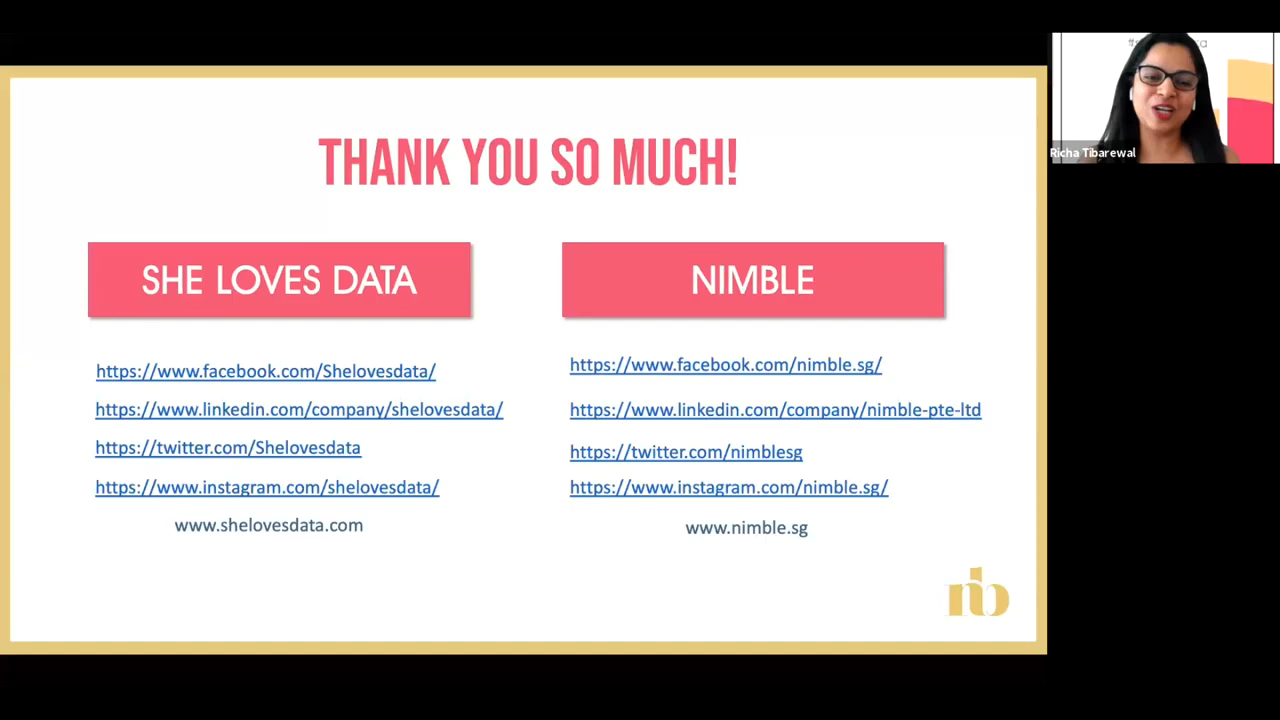 THANK YOU SO MUCH!
SHE LOVES DATA
https://www.facebook.com/Shelovesdata/
https://www.linkedin.com/company/shelovesdata/
https://twitter.com/Shelovesdata
https://www.instagram.com/shelovesdata/
www.shelovesdata.com
NIMBLE
https://www.facebook.com/nimble.sg/
https://www.linkedin.com/company/nimble-pte-ltd
https://twitter.com/nimblesg
https://www.instagram.com/nimble.sg/
www.nimble.sg
nb
Richa Tibarewal